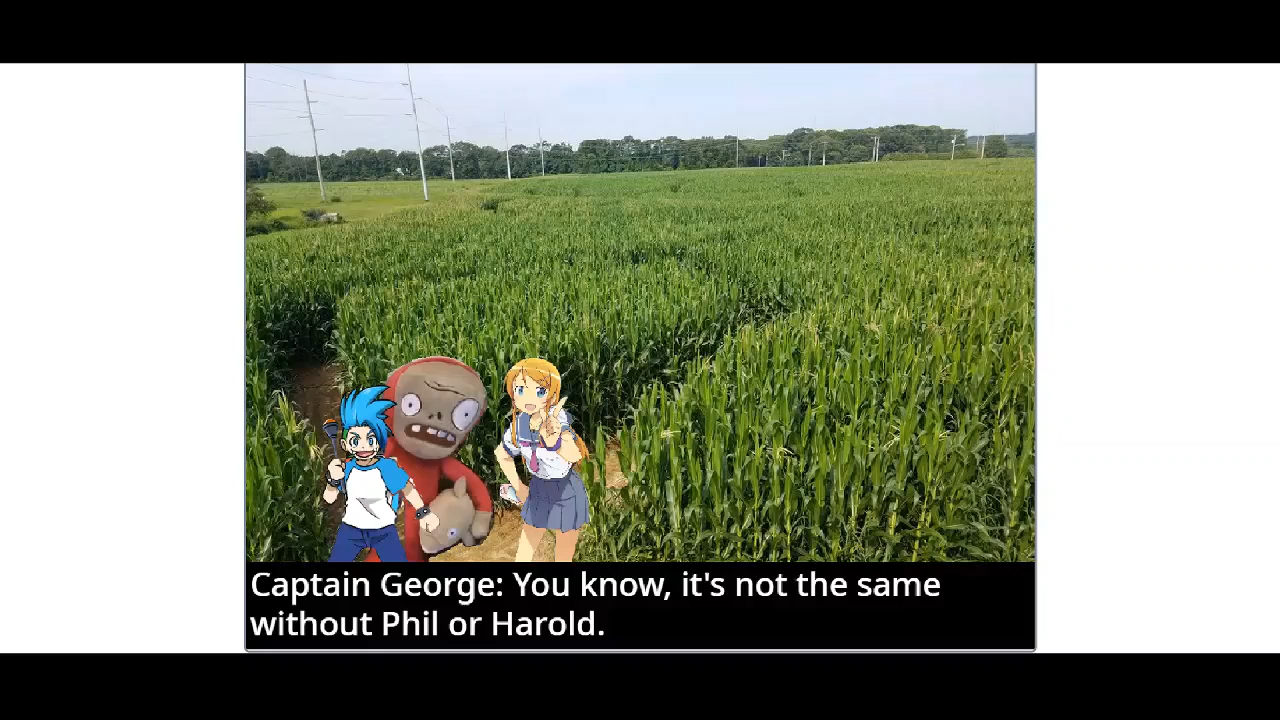 Captain George: You know, it's not the same
without Phil or Harold.